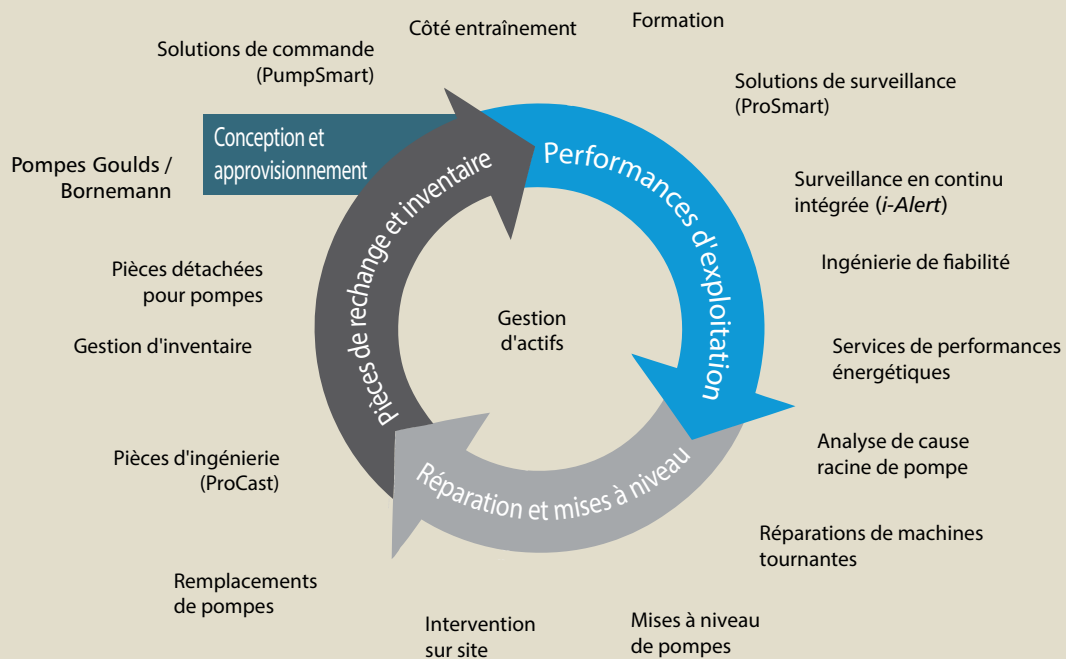 Côté entraînement
Formation
Solutions de commande
(PumpSmart)
Solutions de surveillance
(ProSmart)
Conception et
approvisionnement
Pompes Goulds /
Bornemann
Pièces de rechange et inventaire
Performances d'exploitation
Surveillance en continu
intégrée (i-Alert)
Pièces détachées
pour pompes
Ingénierie de fiabilité
Gestion
d'actifs
Gestion d'inventaire
Services de performances
énergétiques
Analyse de cause
racine de pompe
Pièces d'ingénierie
(ProCast)
Réparation et mises à niveau
Réparations de machines
tournantes
Remplacements
de pompes
Intervention
sur site
Mises à niveau
de pompes